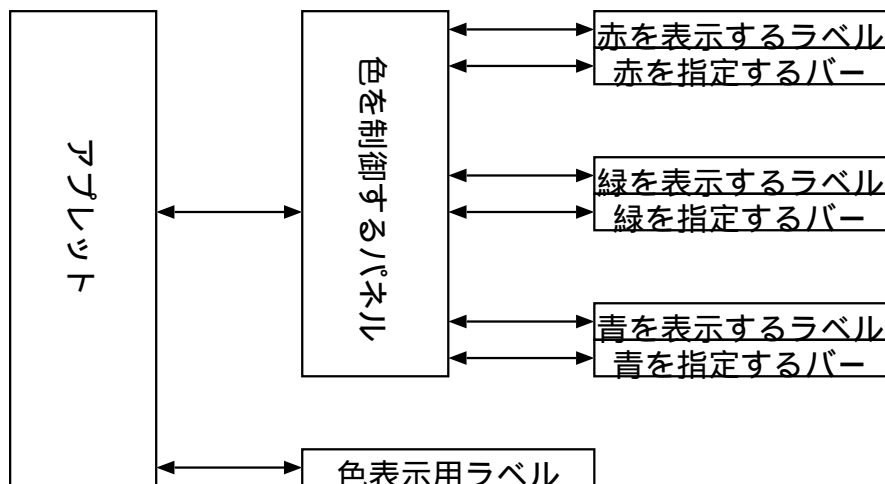 アプレット
色を制御するパネル
赤を表示するラベル
赤を指定するバー
緑を表示するラベル
緑を指定するバー
青を表示するラベル
青を指定するバー
色表示用ラベル